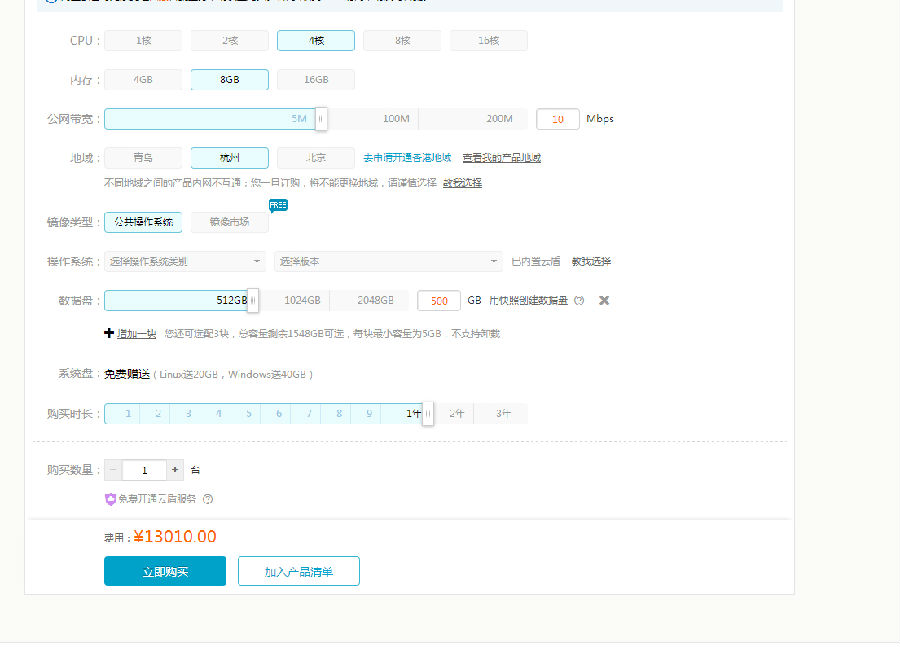 CPU： 1核 2核 4核 8核 16核
内存： 4GB 8GB 16GB
公网带宽： 5M 100M 200M 10 Mbps
地域： 青岛 杭州 北京 去申请开通香港地域 查看我的产品地域
不同地域之间的产品内网不互通；您一旦订购，将不能更换地域，请谨慎选择 教我选择
FREE
镜像类型： 公共操作系统 镜像市场
操作系统： 选择操作系统类别 选择版本 已内置云盾 教我选择
数据盘： 512GB 1024GB 2048GB 500 GB 用快照创建数据盘
增加一块 您还可选配3块，总容量剩余1548GB可选，每块最小容量为5GB，不支持卸载
系统盘： 免费赠送（Linux送20GB，Windows送40GB）
购买时长： 1 2 3 4 5 6 7 8 9 1年 2年 3年
购买数量： － 1 + 台
免费开通云盾服务
费用：¥13010.00
立即购买 加入产品清单